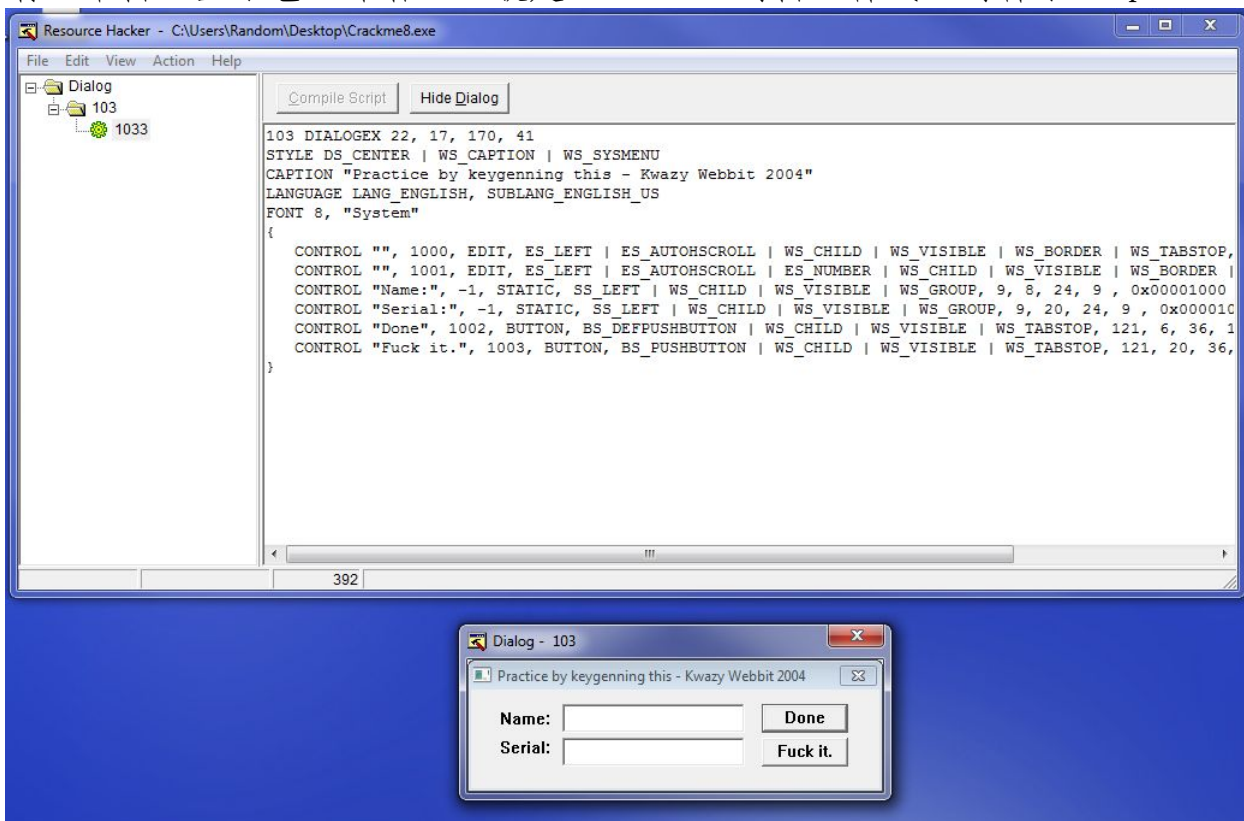 Resource Hacker - C:\Users\Random\Desktop\Crackme8.exe
File Edit View Action Help
Dialog
103
1033
Compile Script
Hide Dialog
103 DIALOGEX 22, 17, 170, 41
STYLE DS_CENTER | WS_CAPTION | WS_SYSMENU
CAPTION "Practice by keygenning this - Kwazy Webbit 2004"
LANGUAGE LANG_ENGLISH, SUBLANG_ENGLISH_US
FONT 8, "System"
{
CONTROL "", 1000, EDIT, ES_LEFT | ES_AUTOHSCROLL | WS_CHILD | WS_VISIBLE | WS_BORDER | WS_TABSTOP,
CONTROL "", 1001, EDIT, ES_LEFT | ES_AUTOHSCROLL | ES_NUMBER | WS_CHILD | WS_VISIBLE | WS_BORDER |
CONTROL "Name:", -1, STATIC, SS_LEFT | WS_CHILD | WS_VISIBLE | WS_GROUP, 9, 8, 24, 9 , 0x00001000
CONTROL "Serial:", -1, STATIC, SS_LEFT | WS_CHILD | WS_VISIBLE | WS_GROUP, 9, 20, 24, 9 , 0x000010
CONTROL "Done", 1002, BUTTON, BS_DEFPUSHBUTTON | WS_CHILD | WS_VISIBLE | WS_TABSTOP, 121, 6, 36, 1
CONTROL "Fuck it.", 1003, BUTTON, BS_PUSHBUTTON | WS_CHILD | WS_VISIBLE | WS_TABSTOP, 121, 20, 36,
}
392
Dialog - 103
Practice by keygenning this - Kwazy Webbit 2004
Name:
Done
Serial:
Fuck it.